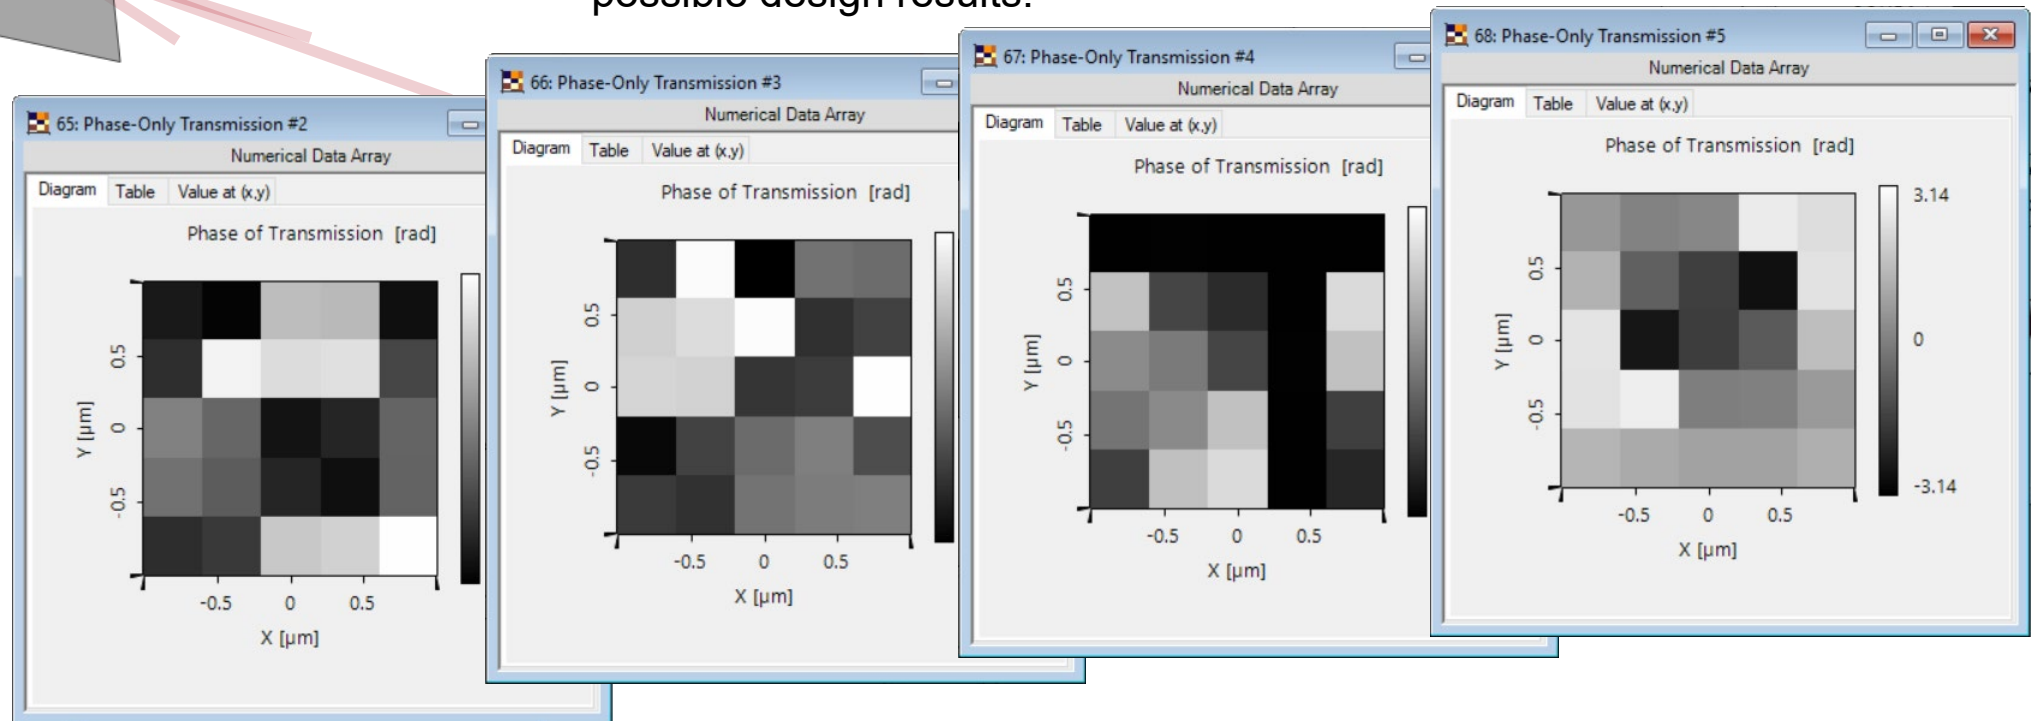 possible design results.
65: Phase-Only Transmission #2
Numerical Data Array
Diagram Table Value at (x,y)
Phase of Transmission [rad]
0.5
0
-0.5
Y [µm]
-0.5 0 0.5
X [µm]
66: Phase-Only Transmission #3
Numerical Data Array
Diagram Table Value at (x,y)
Phase of Transmission [rad]
0.5
0
-0.5
Y [µm]
-0.5 0 0.5
X [µm]
67: Phase-Only Transmission #4
Numerical Data Array
Diagram Table Value at (x,y)
Phase of Transmission [rad]
0.5
0
-0.5
Y [µm]
-0.5 0 0.5
X [µm]
68: Phase-Only Transmission #5
Numerical Data Array
Diagram Table Value at (x,y)
Phase of Transmission [rad]
0.5
0
-0.5
Y [µm]
-0.5 0 0.5
X [µm]
3.14
0
-3.14